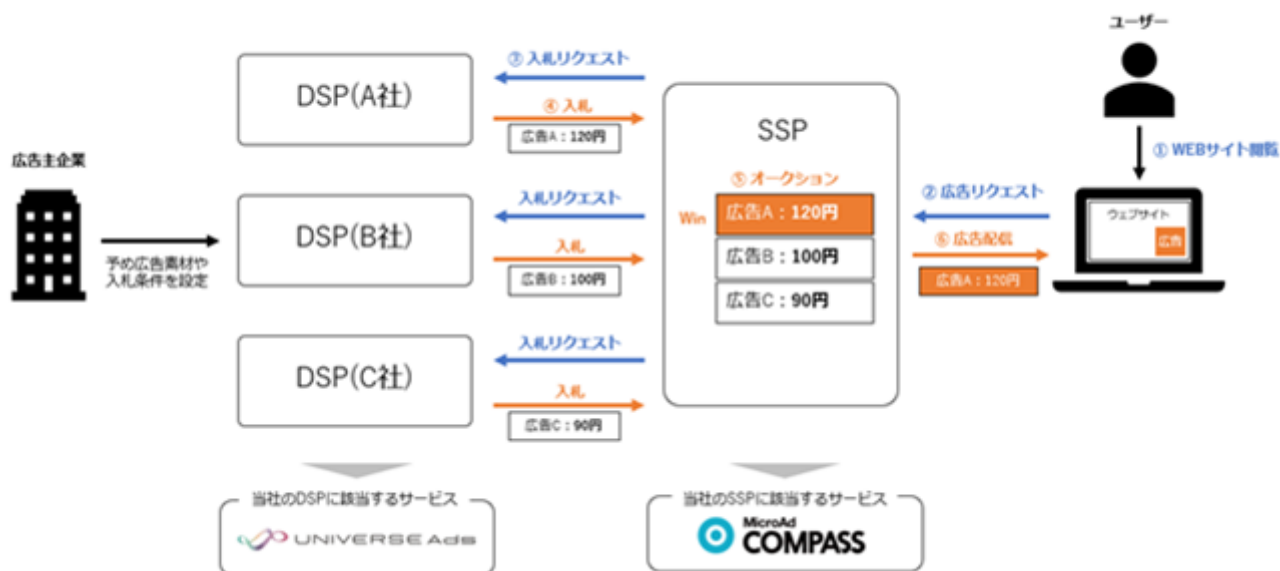 ユーザー
① WEBサイト閲覧
広告主企業
予め広告素材や
入札条件を設定
DSP(A社)
③ 入札リクエスト
④ 入札
広告A：120円
DSP(B社)
入札リクエスト
入札
広告B：100円
DSP(C社)
入札リクエスト
入札
広告C：90円
SSP
⑤ オークション
Win
広告A：120円
広告B：100円
広告C：90円
② 広告リクエスト
⑥ 広告配信
広告A：120円
ウェブサイト
広告
当社のDSPに該当するサービス
UNIVERSE Ads
当社のSSPに該当するサービス
MicroAd
COMPASS